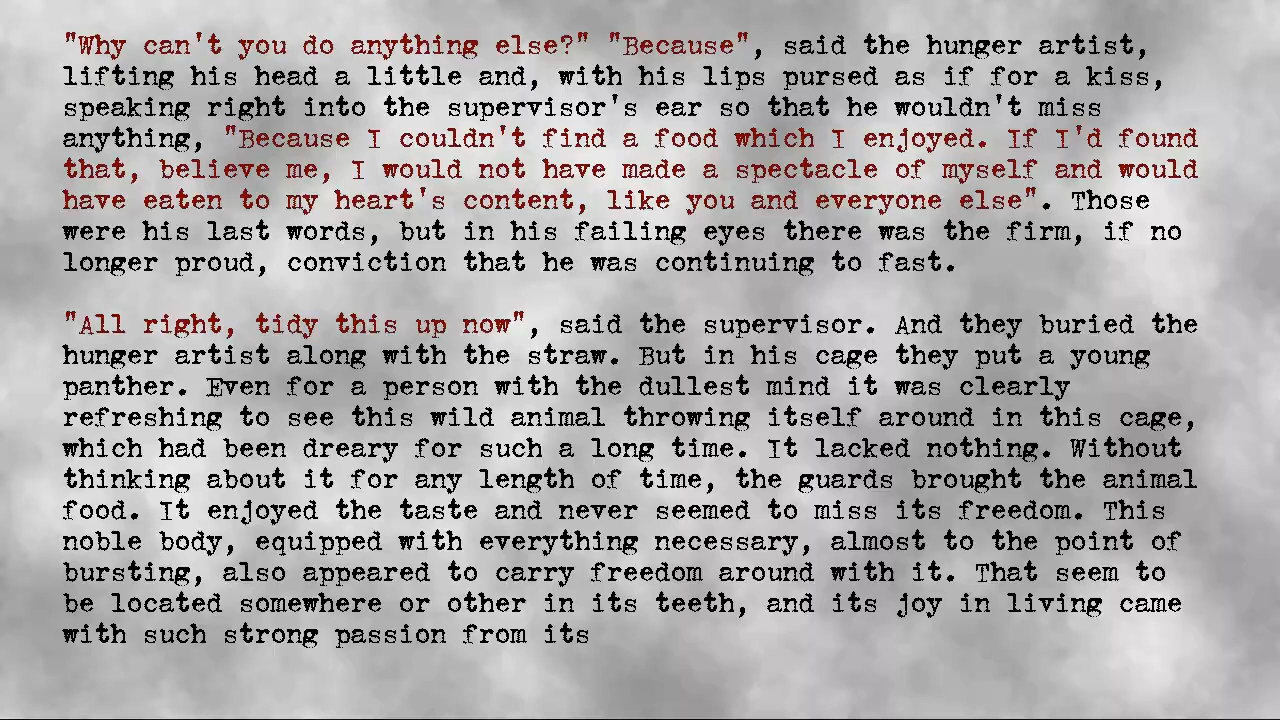 "Why can't you do anything else?" "Because", said the hunger artist,
lifting his head a little and, with his lips pursed as if for a kiss,
speaking right into the supervisor's ear so that he wouldn't miss
anything, "Because I couldn't find a food which I enjoyed. If I'd found
that, believe me, I would not have made a spectacle of myself and would
have eaten to my heart's content, like you and everyone else". Those
were his last words, but in his failing eyes there was the firm, if no
longer proud, conviction that he was continuing to fast.
"All right, tidy this up now", said the supervisor. And they buried the
hunger artist along with the straw. But in his cage they put a young
panther. Even for a person with the dullest mind it was clearly
refreshing to see this wild animal throwing itself around in this cage,
which had been dreary for such a long time. It lacked nothing. Without
thinking about it for any length of time, the guards brought the animal
food. It enjoyed the taste and never seemed to miss its freedom. This
noble body, equipped with everything necessary, almost to the point of
bursting, also appeared to carry freedom around with it. That seem to
be located somewhere or other in its teeth, and its joy in living came
with such strong passion from its